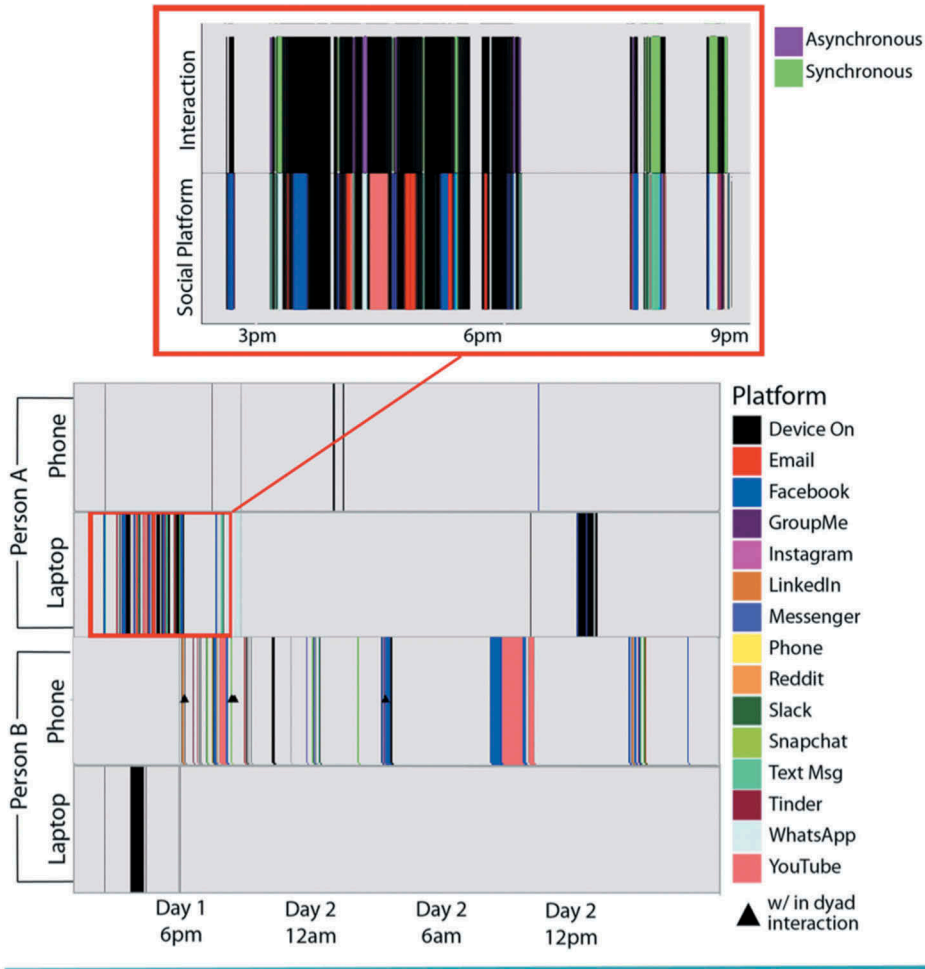 Interaction
Social Platform
3pm
6pm
9pm
Asynchronous
Synchronous
Person A
Phone
Laptop
Person B
Phone
Laptop
Day 1
6pm
Day 2
12am
Day 2
6am
Day 2
12pm
Platform
Device On
Email
Facebook
GroupMe
Instagram
LinkedIn
Messenger
Phone
Reddit
Slack
Snapchat
Text Msg
Tinder
WhatsApp
YouTube
w/ in dyad
interaction